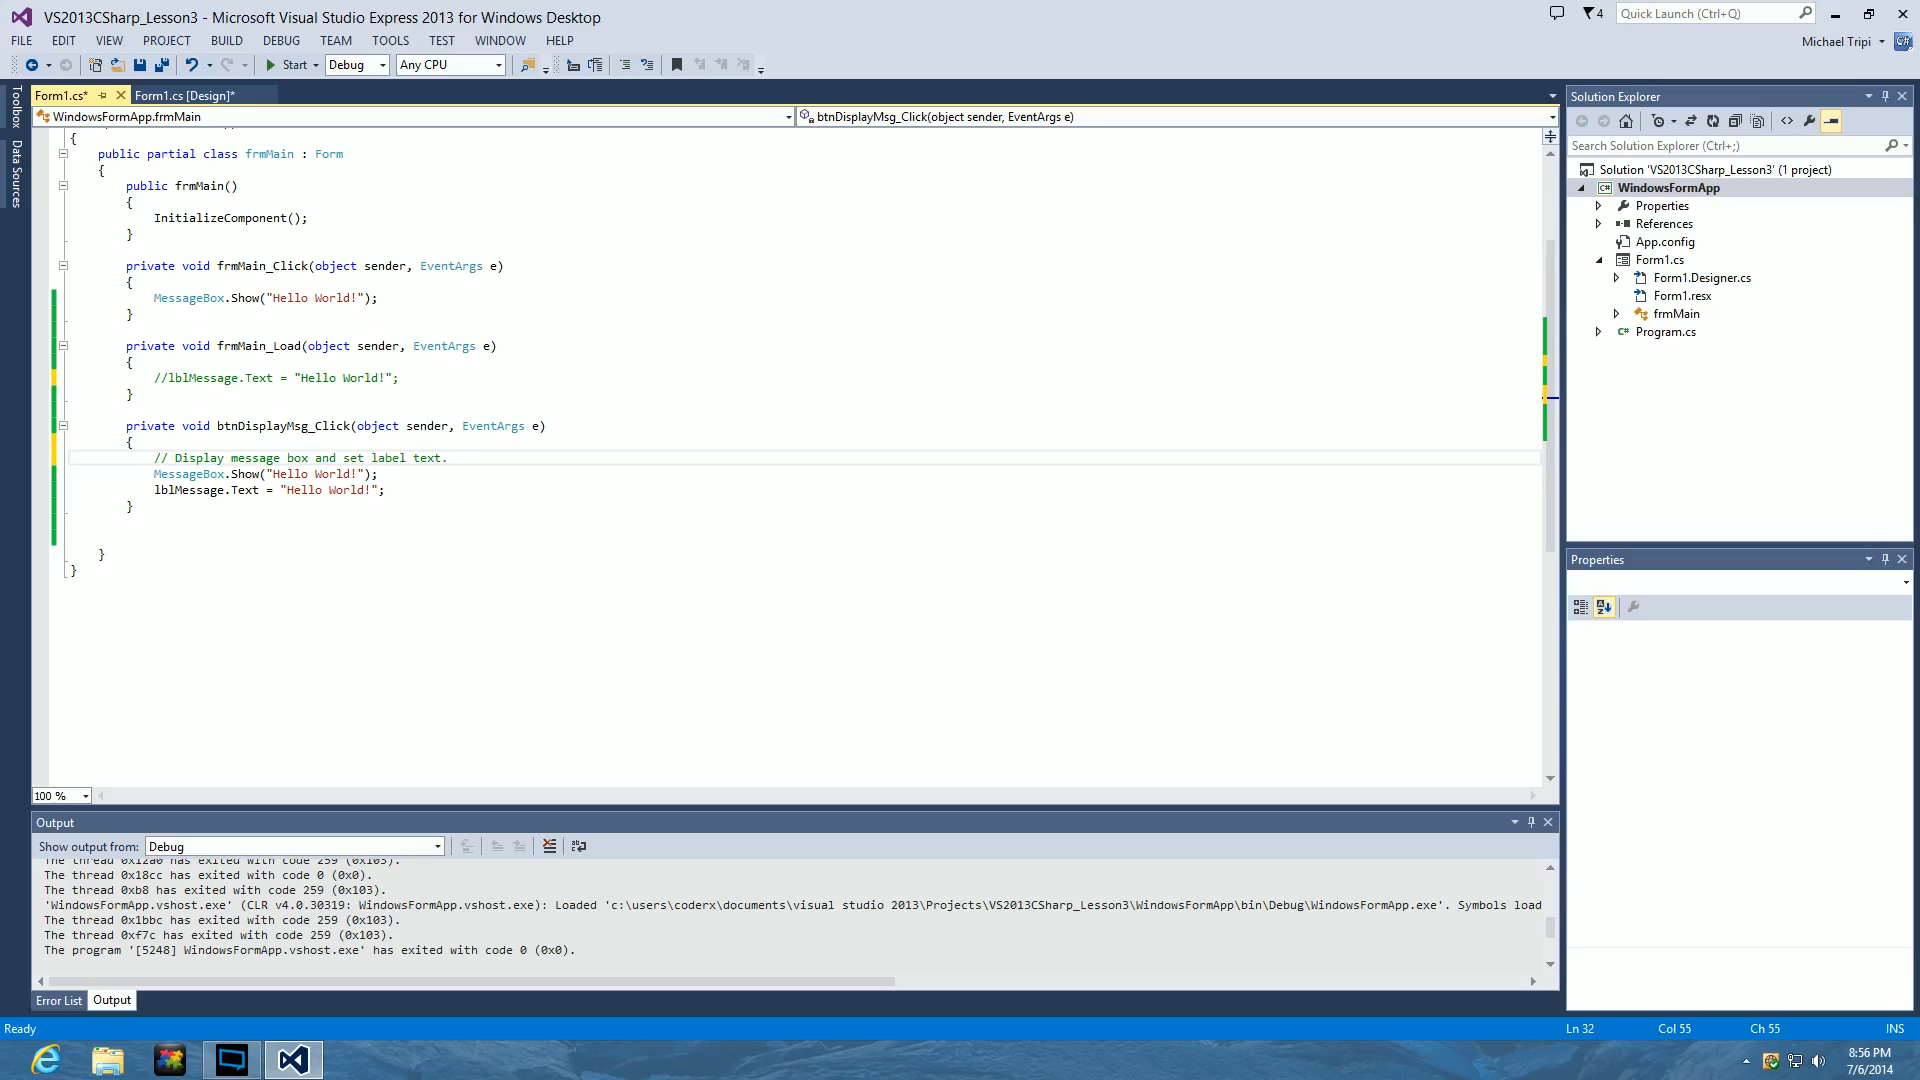 VS2013CSharp_Lesson3 - Microsoft Visual Studio Express 2013 for Windows Desktop
4
Quick Launch (Ctrl+Q)
FILE EDIT VIEW PROJECT BUILD DEBUG TEAM TOOLS TEST WINDOW HELP
Michael Tripi
C#
Start Debug Any CPU
Toolbox
Data Sources
Form1.cs* Form1.cs [Design]*
WindowsFormApp.frmMain
btnDisplayMsg_Click(object sender, EventArgs e)
{
public partial class frmMain : Form
{
public frmMain()
{
InitializeComponent();
}
private void frmMain_Click(object sender, EventArgs e)
{
MessageBox.Show("Hello World!");
}
private void frmMain_Load(object sender, EventArgs e)
{
//lblMessage.Text = "Hello World!";
}
private void btnDisplayMsg_Click(object sender, EventArgs e)
{
// Display message box and set label text.
MessageBox.Show("Hello World!");
lblMessage.Text = "Hello World!";
}
}
}
100 %
Solution Explorer
Search Solution Explorer (Ctrl+;)
Solution 'VS2013CSharp_Lesson3' (1 project)
C# WindowsFormApp
Properties
References
App.config
Form1.cs
Form1.Designer.cs
Form1.resx
frmMain
C# Program.cs
Properties
Output
Show output from: Debug
The thread 0x12a0 has exited with code 259 (0x103).
The thread 0x18cc has exited with code 0 (0x0).
The thread 0xb8 has exited with code 259 (0x103).
'WindowsFormApp.vshost.exe' (CLR v4.0.30319: WindowsFormApp.vshost.exe): Loaded 'c:\users\coderx\documents\visual studio 2013\Projects\VS2013CSharp_Lesson3\WindowsFormApp\bin\Debug\WindowsFormApp.exe'. Symbols load
The thread 0x1bbc has exited with code 259 (0x103).
The thread 0xf7c has exited with code 259 (0x103).
The program '[5248] WindowsFormApp.vshost.exe' has exited with code 0 (0x0).
Error List Output
Ready
Ln 32 Col 55 Ch 55 INS
8:56 PM
7/6/2014